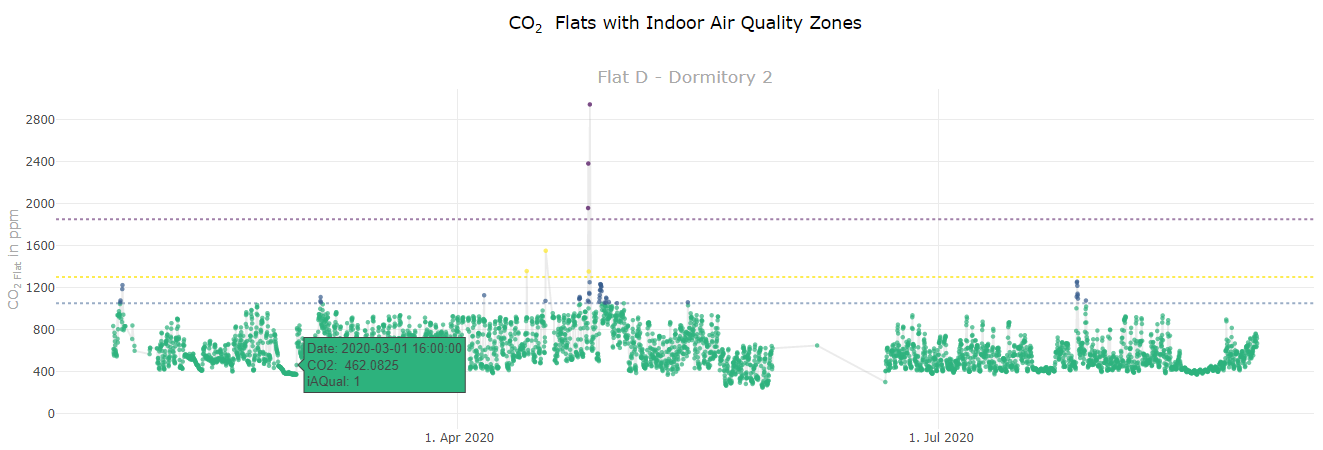 CO2 Flats with Indoor Air Quality Zones
Flat D - Dormitory 2
CO2 Flat in ppm
2800
2400
2000
1600
1200
800
400
0
Date: 2020-03-01 16:00:00
CO2: 462.0825
IAQual: 1
1. Apr 2020
1. Jul 2020